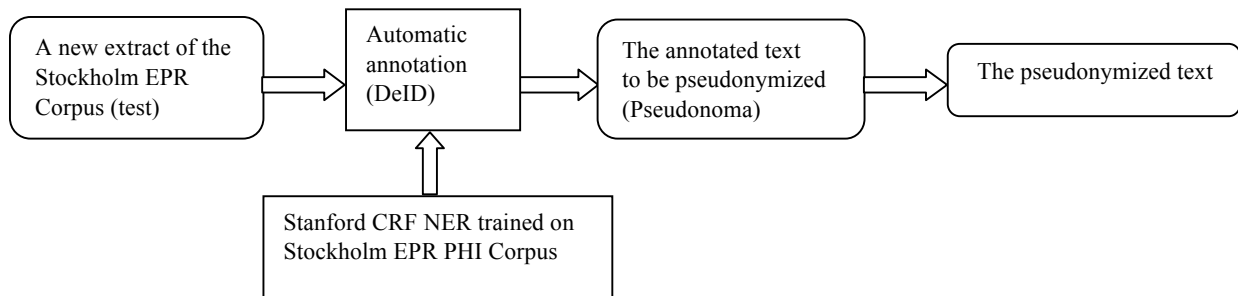 A new extract of the
Stockholm EPR
Corpus (test)
Automatic
annotation
(DeID)
The annotated text
to be pseudonymized
(Pseudonoma)
The pseudonymized text
Stanford CRF NER trained on
Stockholm EPR PHI Corpus